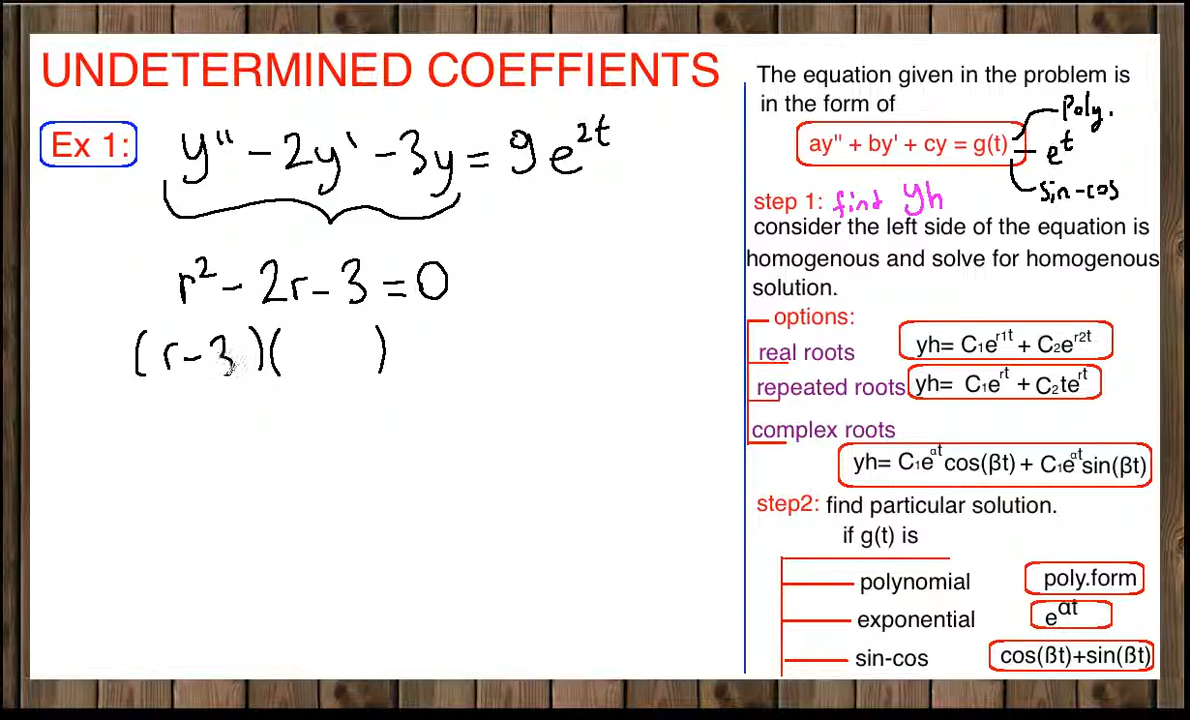 UNDETERMINED COEFFIENTS
Ex 1: y" - 2y' - 3y = 9e^2t
r² - 2r - 3 = 0
(r - 3)( )
The equation given in the problem is
in the form of
poly.
ay" + by' + cy = g(t)
e^t
sin-cos
step 1: find yh
consider the left side of the equation is
homogenous and solve for homogenous
solution.
options:
real roots yh= C₁e^r1t + C₂e^r2t
repeated roots yh= C₁e^rt + C₂te^rt
complex roots
yh= C₁e^αt cos(βt) + C₁e^αt sin(βt)
step2: find particular solution.
if g(t) is
polynomial poly.form
exponential e^αt
sin-cos cos(ßt)+sin(ßt)